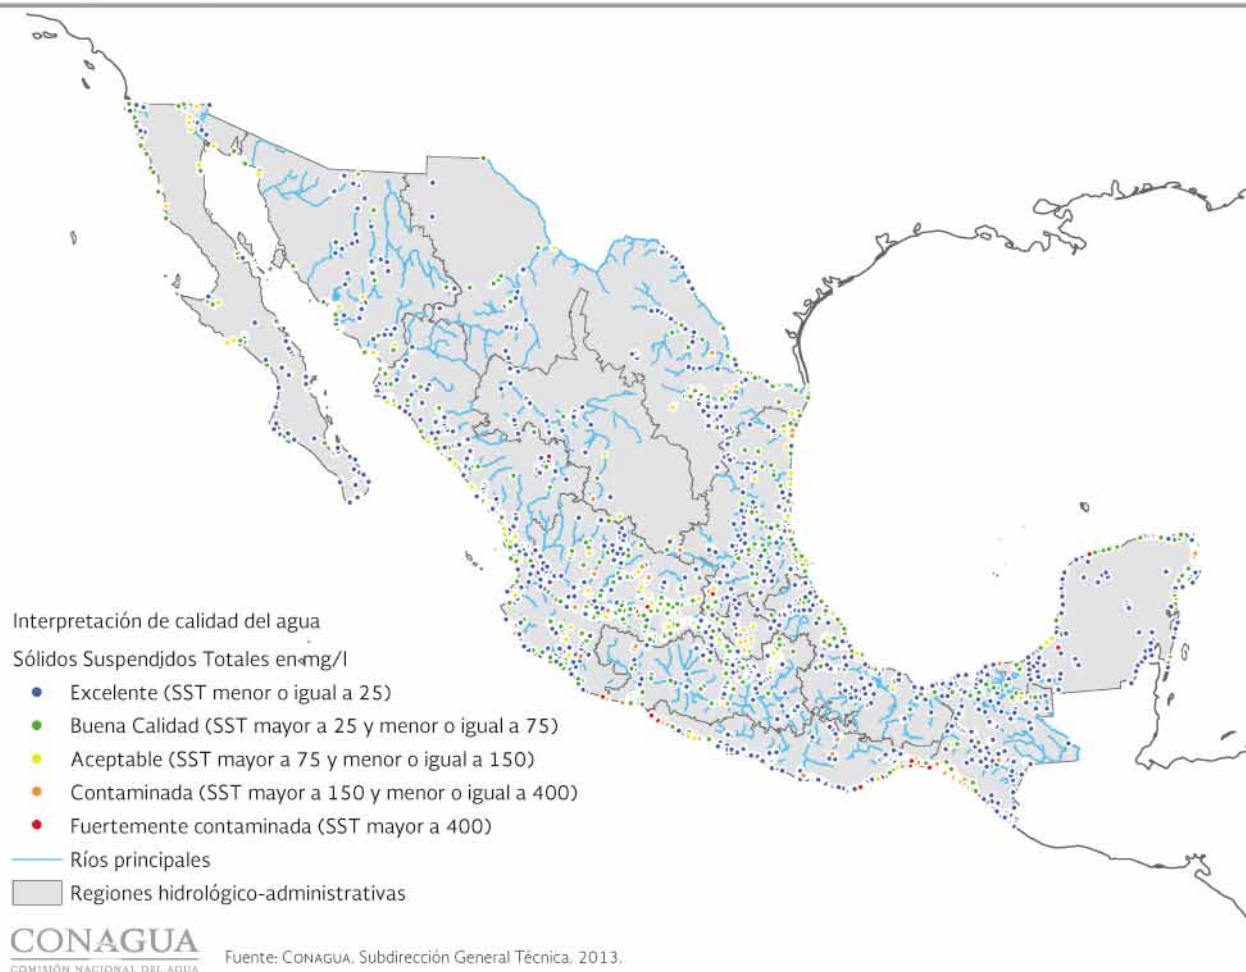 Interpretación de calidad del agua
Sólidos Suspendidos Totales en mg/l
Excelente (SST menor o igual a 25)
Buena Calidad (SST mayor a 25 y menor o igual a 75)
Aceptable (SST mayor a 75 y menor o igual a 150)
Contaminada (SST mayor a 150 y menor o igual a 400)
Fuertemente contaminada (SST mayor a 400)
Ríos principales
Regiones hidrológico-administrativas
CONAGUA
COMISIÓN NACIONAL DEL AGUA
Fuente: CONAGUA. Subdirección General Técnica. 2013.